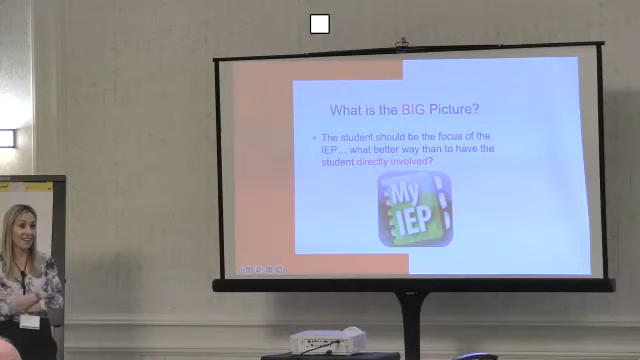 What is the BIG Picture?
• The student should be the focus of the
IEP... what better way than to have the
student directly involved?
My
IEP